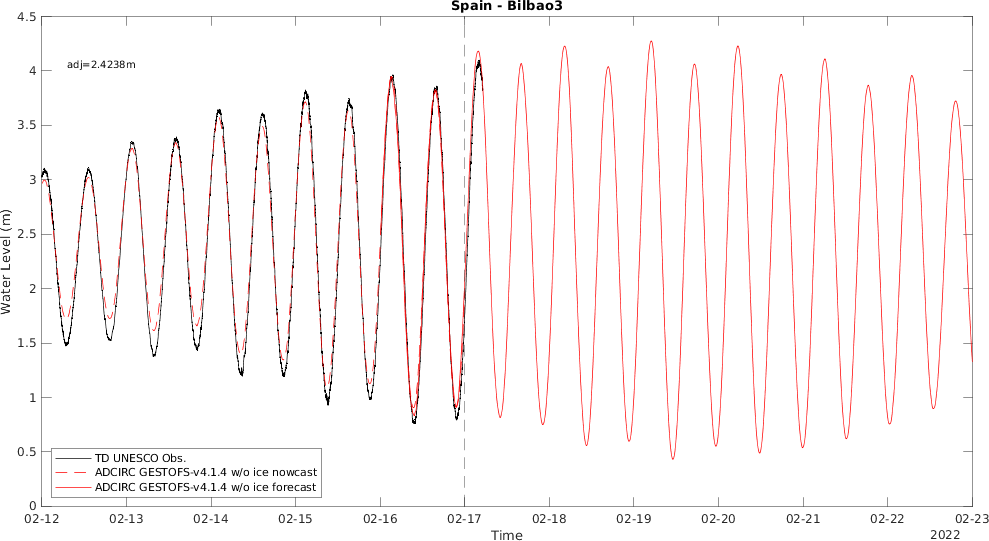 Spain - Bilbao3
4.5
4
3.5
3
2.5
2
1.5
1
0.5
0
Water Level (m)
adj=2.4238m
TD UNESCO Obs.
ADCIRC GESTOFS-v4.1.4 w/o ice nowcast
ADCIRC GESTOFS-v4.1.4 w/o ice forecast
02-12 02-13 02-14 02-15 02-16 02-17 02-18 02-19 02-20 02-21 02-22 02-23
Time
2022